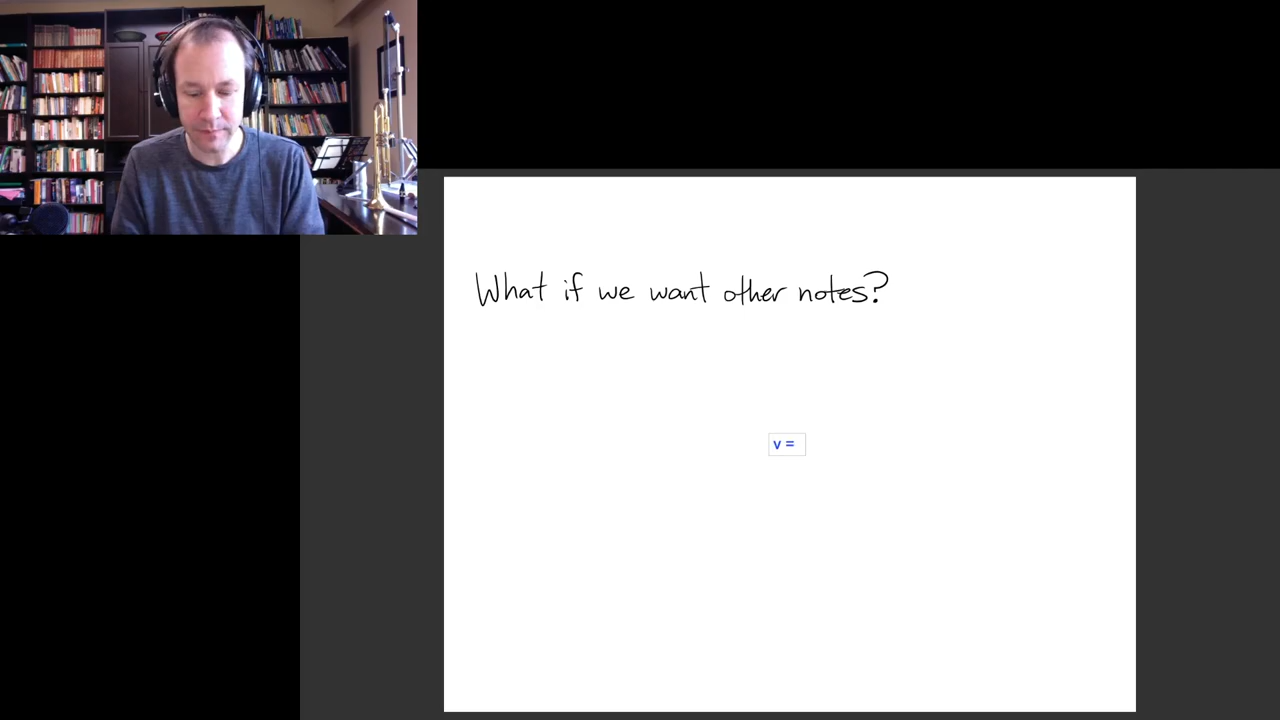 What if we want other notes?
v =